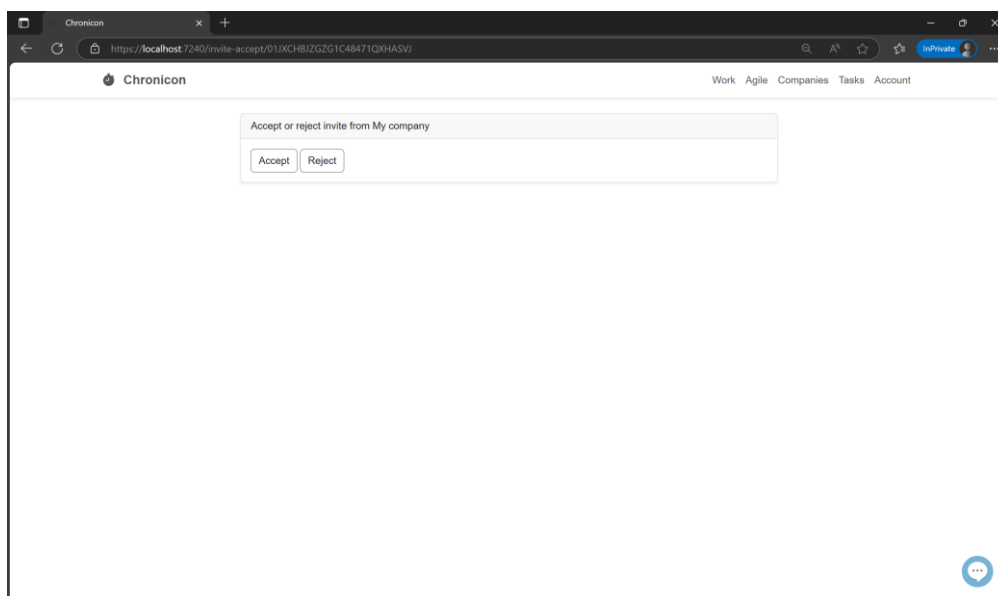 Chronicon
https://localhost:7240/invite-accept/01JXCHBJZGZG1C48471QXHASVJ
InPrivate
Chronicon
Work Agile Companies Tasks Account
Accept or reject invite from My company
Accept Reject